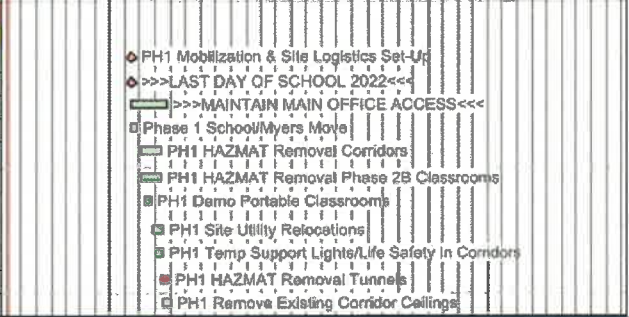 PH1 Mobilization & Site Logistics Set-Up
>>>LAST DAY OF SCHOOL 2022<<<
>>>MAINTAIN MAIN OFFICE ACCESS<<<
Phase 1 School/Myers Move
PH1 HAZMAT Removal Corridors
PH1 HAZMAT Removal Phase 2B Classrooms
PH1 Demo Portable Classrooms
PH1 Site Utility Relocations
PH1 Temp Support Lights/Life Safety In Corridors
PH1 HAZMAT Removal Tunnels
PH1 Remove Existing Corridor Ceilings